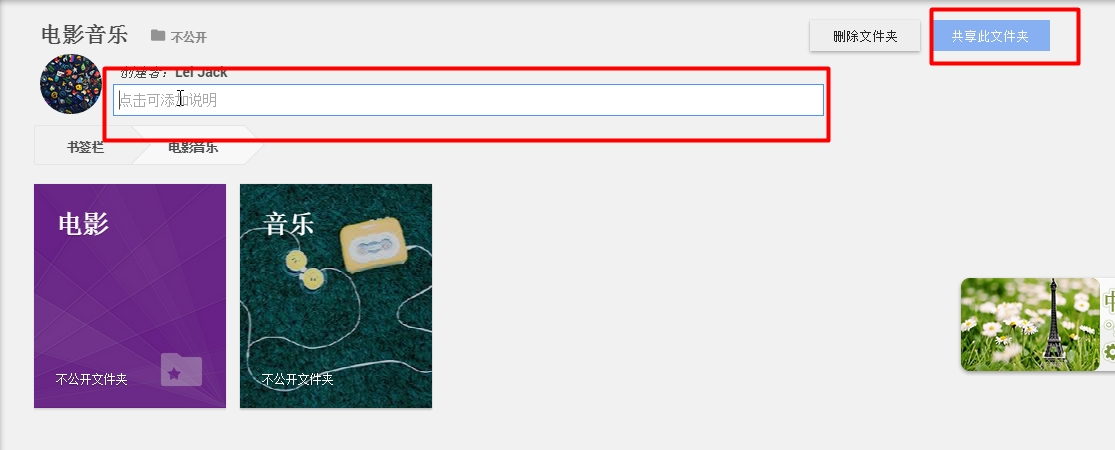 电影音乐 不公开
删除文件夹
共享此文件夹
创建者：Lei Jack
点击可添加说明
书签栏
电影音乐
电影
不公开文件夹
音乐
不公开文件夹